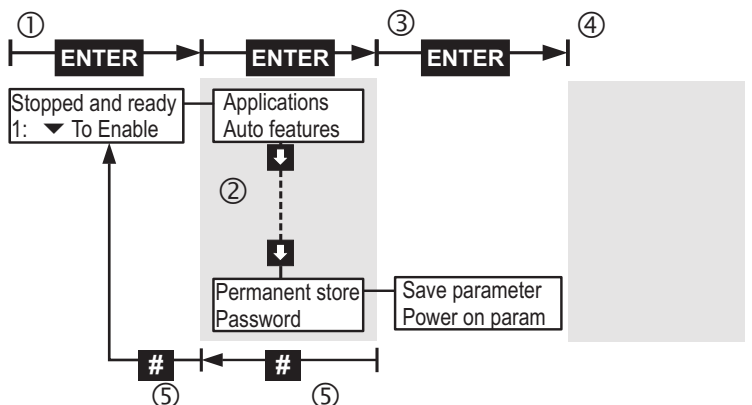 ① ③ ④
ENTER ENTER ENTER
Stopped and ready
1: ▼ To Enable
Applications
Auto features
②
Permanent store
Password
Save parameter
Power on param
# #
⑤ ⑤